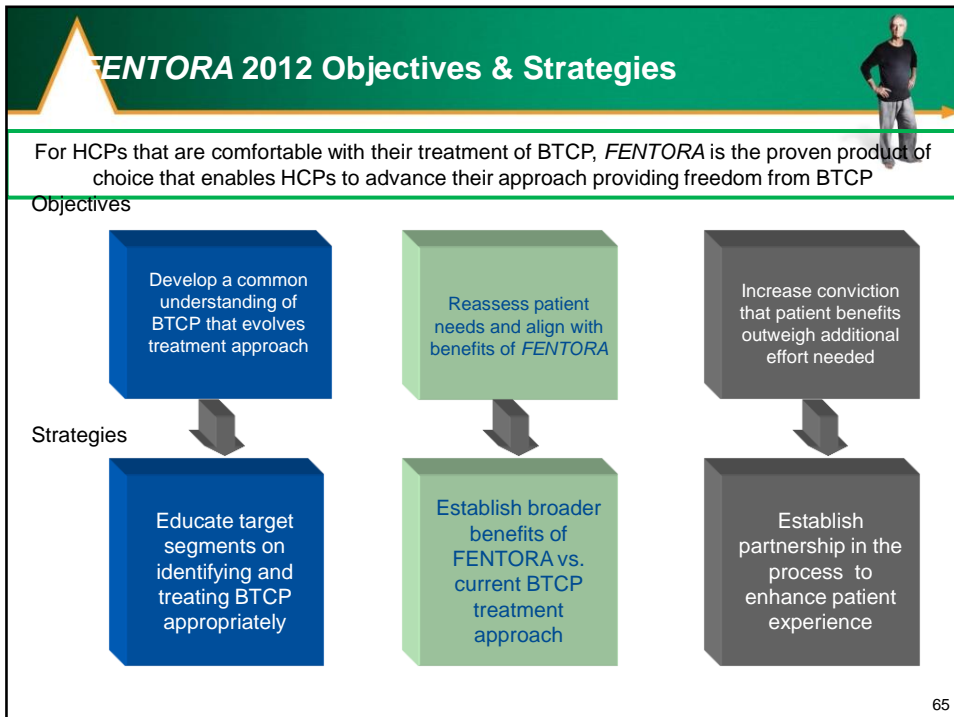 FENTORA 2012 Objectives & Strategies
For HCPs that are comfortable with their treatment of BTCP, FENTORA is the proven product of
choice that enables HCPs to advance their approach providing freedom from BTCP
Objectives
Develop a common
understanding of
BTCP that evolves
treatment approach
Reassess patient
needs and align with
benefits of FENTORA
Increase conviction
that patient benefits
outweigh additional
effort needed
Strategies
Educate target
segments on
identifying and
treating BTCP
appropriately
Establish broader
benefits of
FENTORA vs.
current BTCP
treatment
approach
Establish
partnership in the
process to
enhance patient
experience
65